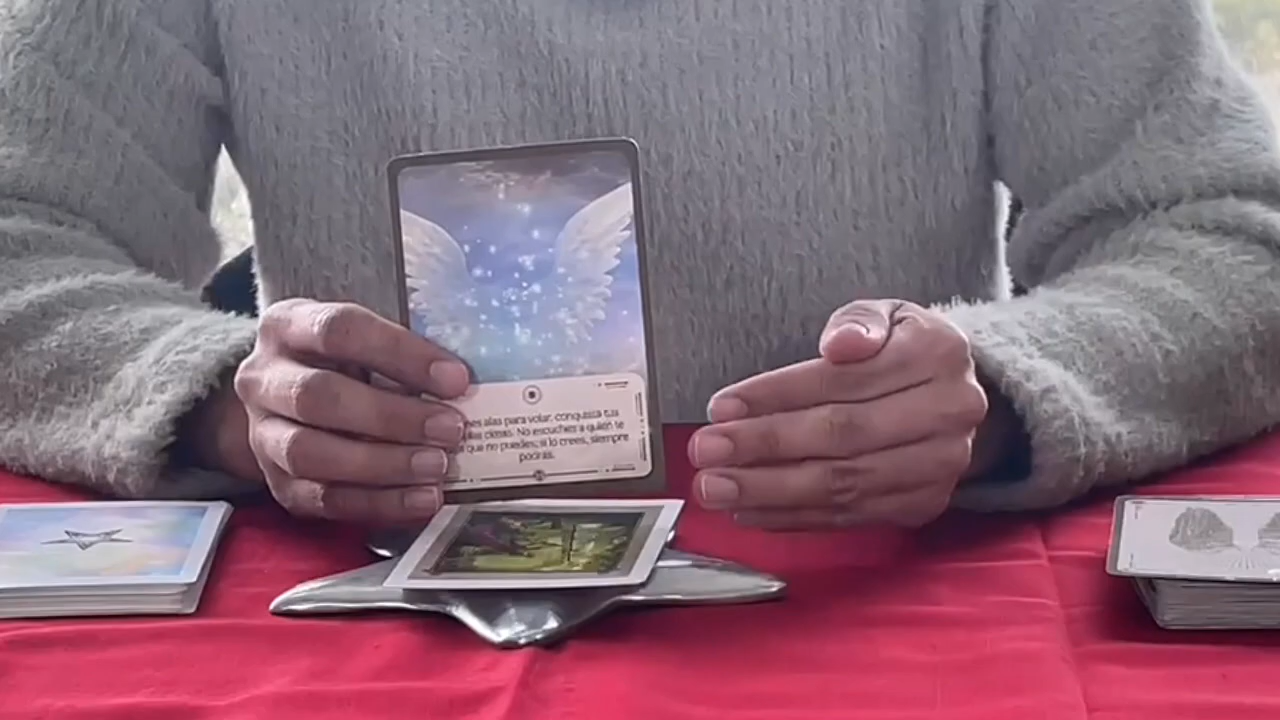 alas para volar, conquista tus
cimas. No escuches a quién te
que no puedes, si lo crees, siempre
podrás.